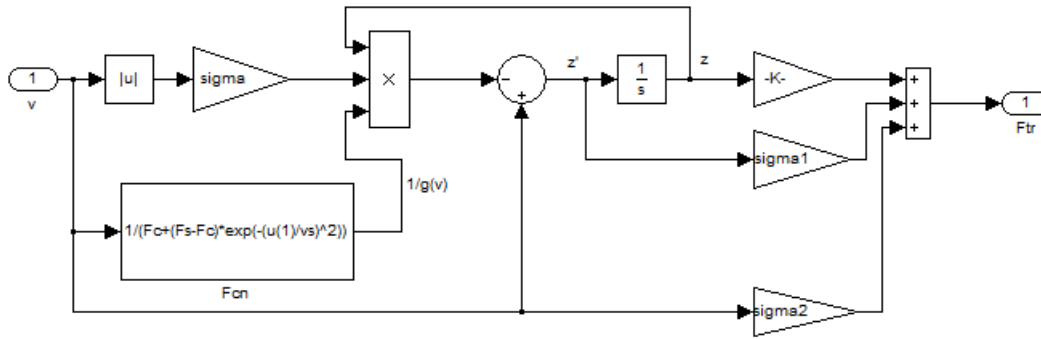 1
v
|u|
sigma
×
1/g(v)
1/(Fc+(Fs-Fc)*exp(-(u(1)/vs)^2))
Fcn
−
+
z'
1
s
z
-K-
sigma1
sigma2
+
+
+
1
Ftr